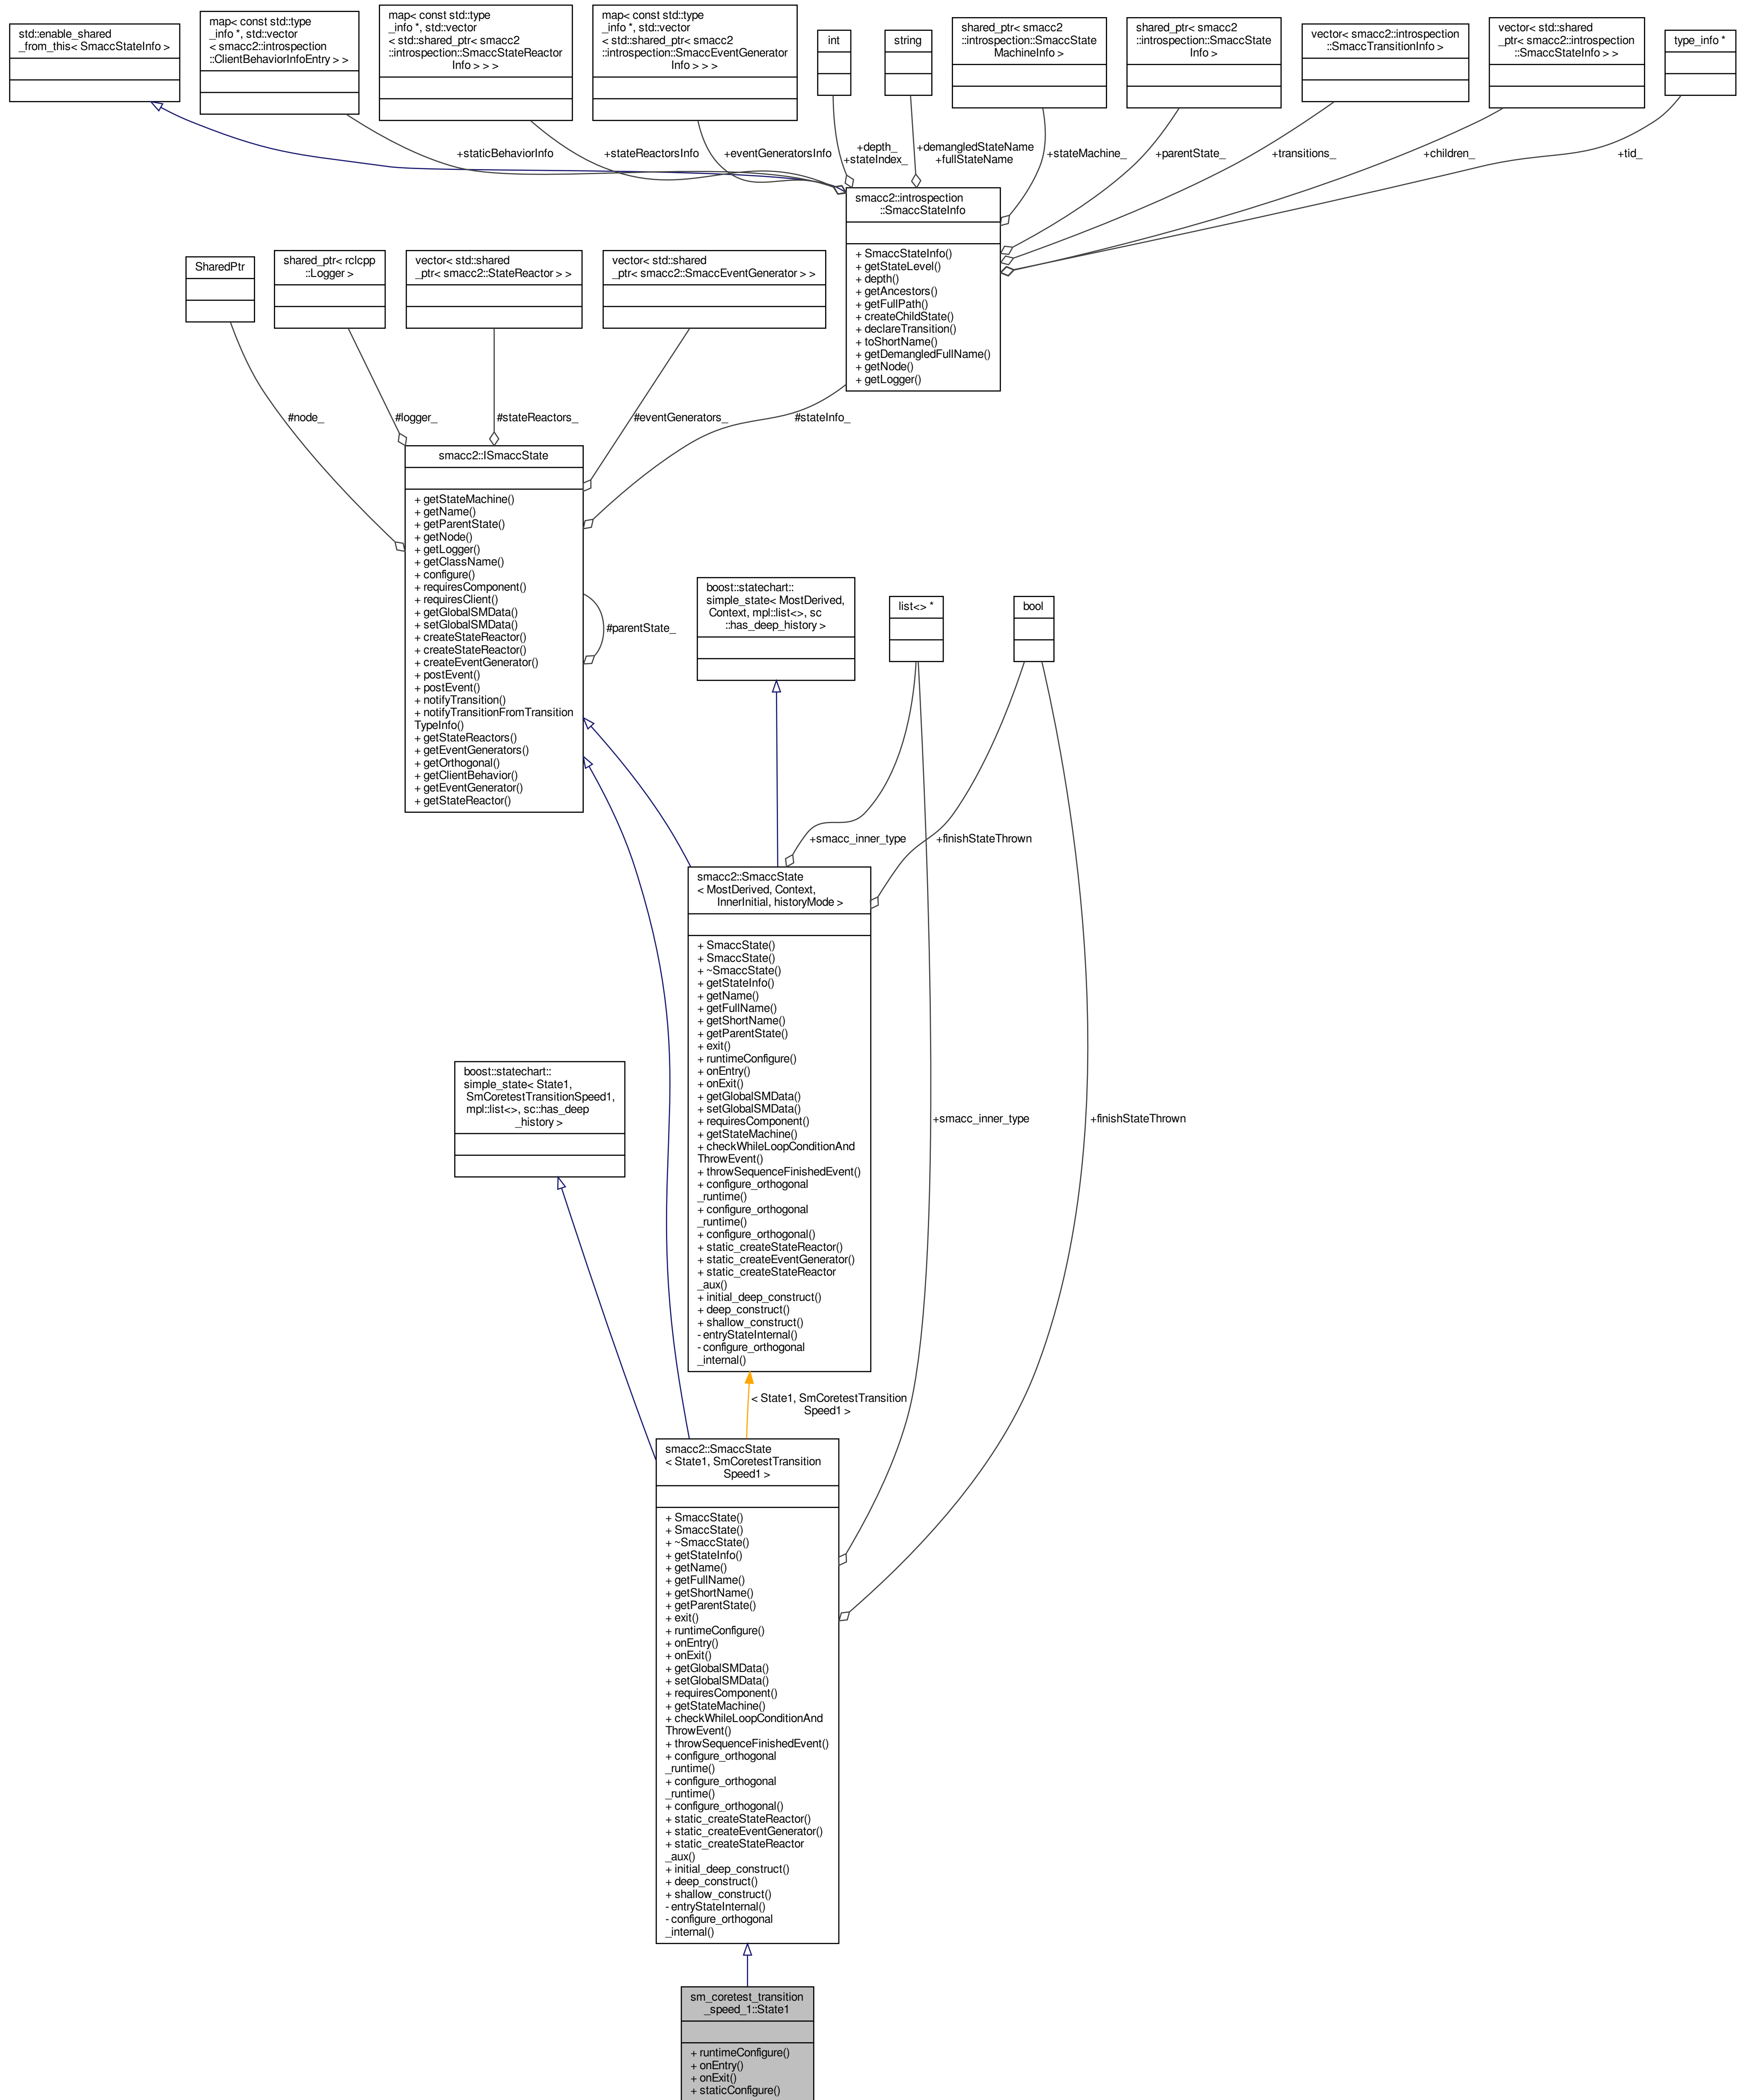 std::enable_shared
_from_this< SmaccStateInfo >
map< const std::type
_info *, std::vector
< smacc2::introspection
::ClientBehaviorInfoEntry > >
map< const std::type
_info *, std::vector
< std::shared_ptr< smacc2
::introspection::SmaccStateReactor
Info > > >
map< const std::type
_info *, std::vector
< std::shared_ptr< smacc2
::introspection::SmaccEventGenerator
Info > > >
int
string
shared_ptr< smacc2
::introspection::SmaccState
MachineInfo >
shared_ptr< smacc2
::introspection::SmaccState
Info >
vector< smacc2::introspection
::SmaccTransitionInfo >
vector< std::shared
_ptr< smacc2::introspection
::SmaccStateInfo > >
type_info *
+staticBehaviorInfo
+stateReactorsInfo
+eventGeneratorsInfo
+depth_
+stateIndex_
+demangledStateName
+fullStateName
+stateMachine_
+parentState_
+transitions_
+children_
+tid_
smacc2::introspection
::SmaccStateInfo
+ SmaccStateInfo()
+ getStateLevel()
+ depth()
+ getAncestors()
+ getFullPath()
+ createChildState()
+ declareTransition()
+ toShortName()
+ getDemangledFullName()
+ getNode()
+ getLogger()
SharedPtr
shared_ptr< rclcpp
::Logger >
vector< std::shared
_ptr< smacc2::StateReactor > >
vector< std::shared
_ptr< smacc2::SmaccEventGenerator > >
#node_
#logger_
#stateReactors_
#eventGenerators_
#stateInfo_
smacc2::ISmaccState
+ getStateMachine()
+ getName()
+ getParentState()
+ getNode()
+ getLogger()
+ getClassName()
+ configure()
+ requiresComponent()
+ requiresClient()
+ getGlobalSMData()
+ setGlobalSMData()
+ createStateReactor()
+ createStateReactor()
+ createEventGenerator()
+ postEvent()
+ postEvent()
+ notifyTransition()
+ notifyTransitionFromTransition
TypeInfo()
+ getStateReactors()
+ getEventGenerators()
+ getOrthogonal()
+ getClientBehavior()
+ getEventGenerator()
+ getStateReactor()
#parentState_
boost::statechart::
simple_state< MostDerived,
Context, mpl::list<>, sc
::has_deep_history >
list<> *
bool
+smacc_inner_type
+finishStateThrown
smacc2::SmaccState
< MostDerived, Context,
InnerInitial, historyMode >
+ SmaccState()
+ SmaccState()
+ ~SmaccState()
+ getStateInfo()
+ getName()
+ getFullName()
+ getShortName()
+ getParentState()
+ exit()
+ runtimeConfigure()
+ onEntry()
+ onExit()
+ getGlobalSMData()
+ setGlobalSMData()
+ requiresComponent()
+ getStateMachine()
+ checkWhileLoopConditionAnd
ThrowEvent()
+ throwSequenceFinishedEvent()
+ configure_orthogonal
_runtime()
+ configure_orthogonal
_runtime()
+ configure_orthogonal()
+ static_createStateReactor()
+ static_createEventGenerator()
+ static_createStateReactor
_aux()
+ initial_deep_construct()
+ deep_construct()
+ shallow_construct()
- entryStateInternal()
- configure_orthogonal
_internal()
boost::statechart::
simple_state< State1,
SmCoretestTransitionSpeed1,
mpl::list<>, sc::has_deep
_history >
+smacc_inner_type
+finishStateThrown
< State1, SmCoretestTransition
Speed1 >
smacc2::SmaccState
< State1, SmCoretestTransition
Speed1 >
+ SmaccState()
+ SmaccState()
+ ~SmaccState()
+ getStateInfo()
+ getName()
+ getFullName()
+ getShortName()
+ getParentState()
+ exit()
+ runtimeConfigure()
+ onEntry()
+ onExit()
+ getGlobalSMData()
+ setGlobalSMData()
+ requiresComponent()
+ getStateMachine()
+ checkWhileLoopConditionAnd
ThrowEvent()
+ throwSequenceFinishedEvent()
+ configure_orthogonal
_runtime()
+ configure_orthogonal
_runtime()
+ configure_orthogonal()
+ static_createStateReactor()
+ static_createEventGenerator()
+ static_createStateReactor
_aux()
+ initial_deep_construct()
+ deep_construct()
+ shallow_construct()
- entryStateInternal()
- configure_orthogonal
_internal()
sm_coretest_transition
_speed_1::State1
+ runtimeConfigure()
+ onEntry()
+ onExit()
+ staticConfigure()